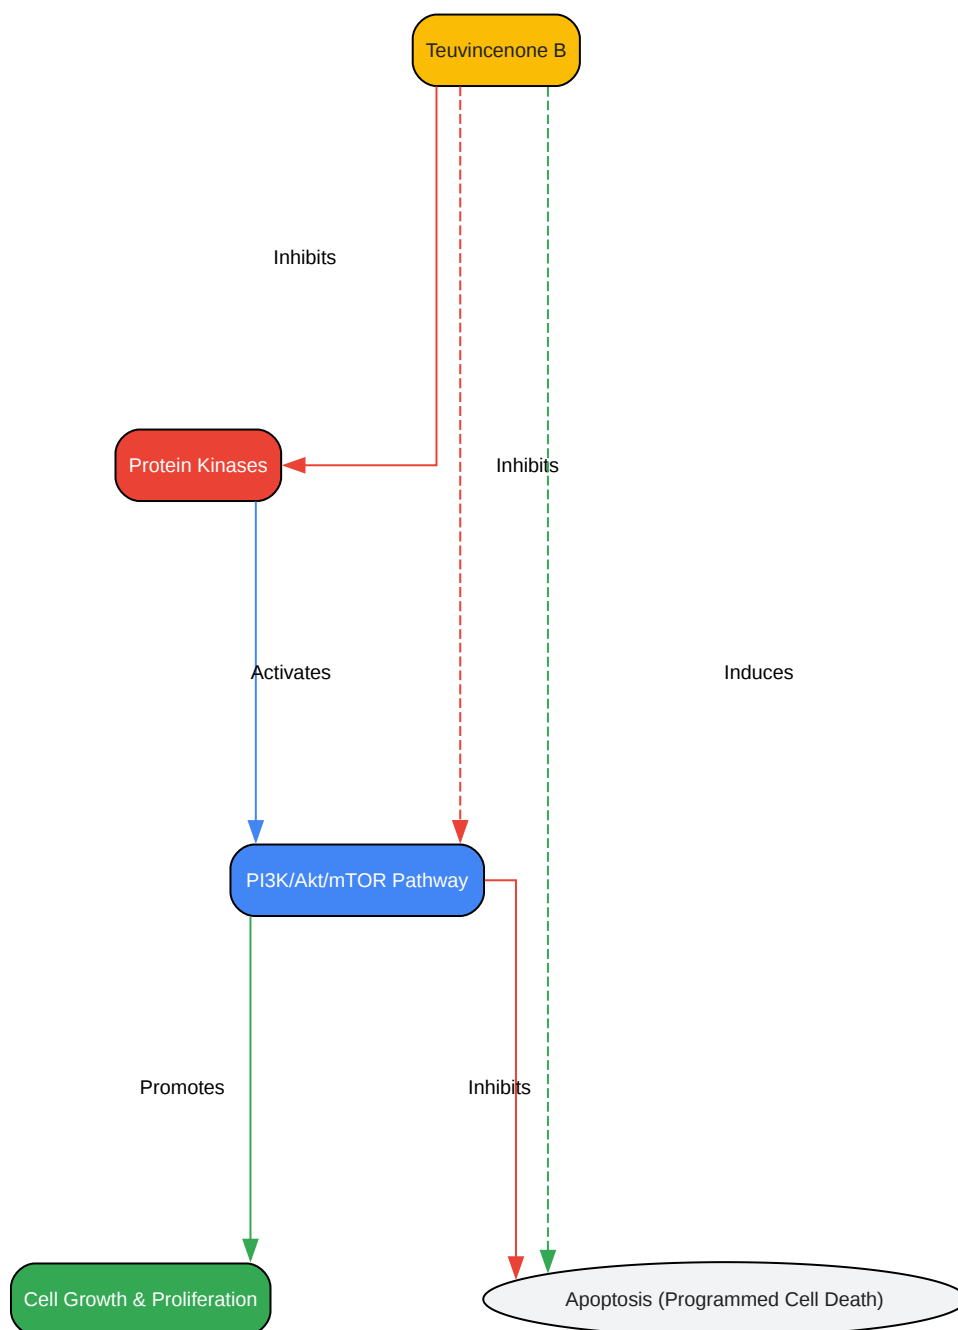 Teuvincenone B
Inhibits
Protein Kinases
Inhibits
Activates
Induces
PI3K/Akt/mTOR Pathway
Promotes
Inhibits
Cell Growth & Proliferation
Apoptosis (Programmed Cell Death)